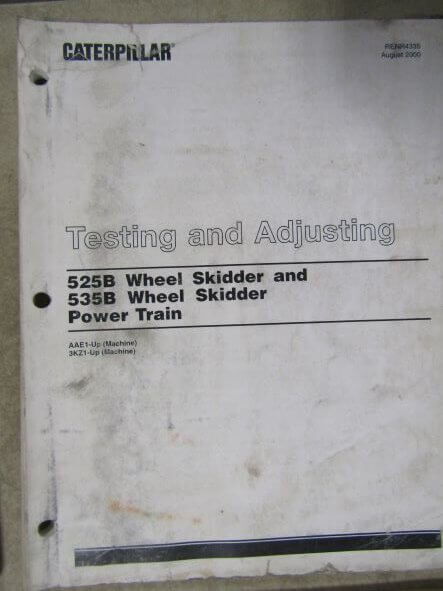 CATERPILLAR®
RENR4335
August 2000
Testing and Adjusting
525B Wheel Skidder and
535B Wheel Skidder
Power Train
AAE1-Up (Machine)
3KZ1-Up (Machine)